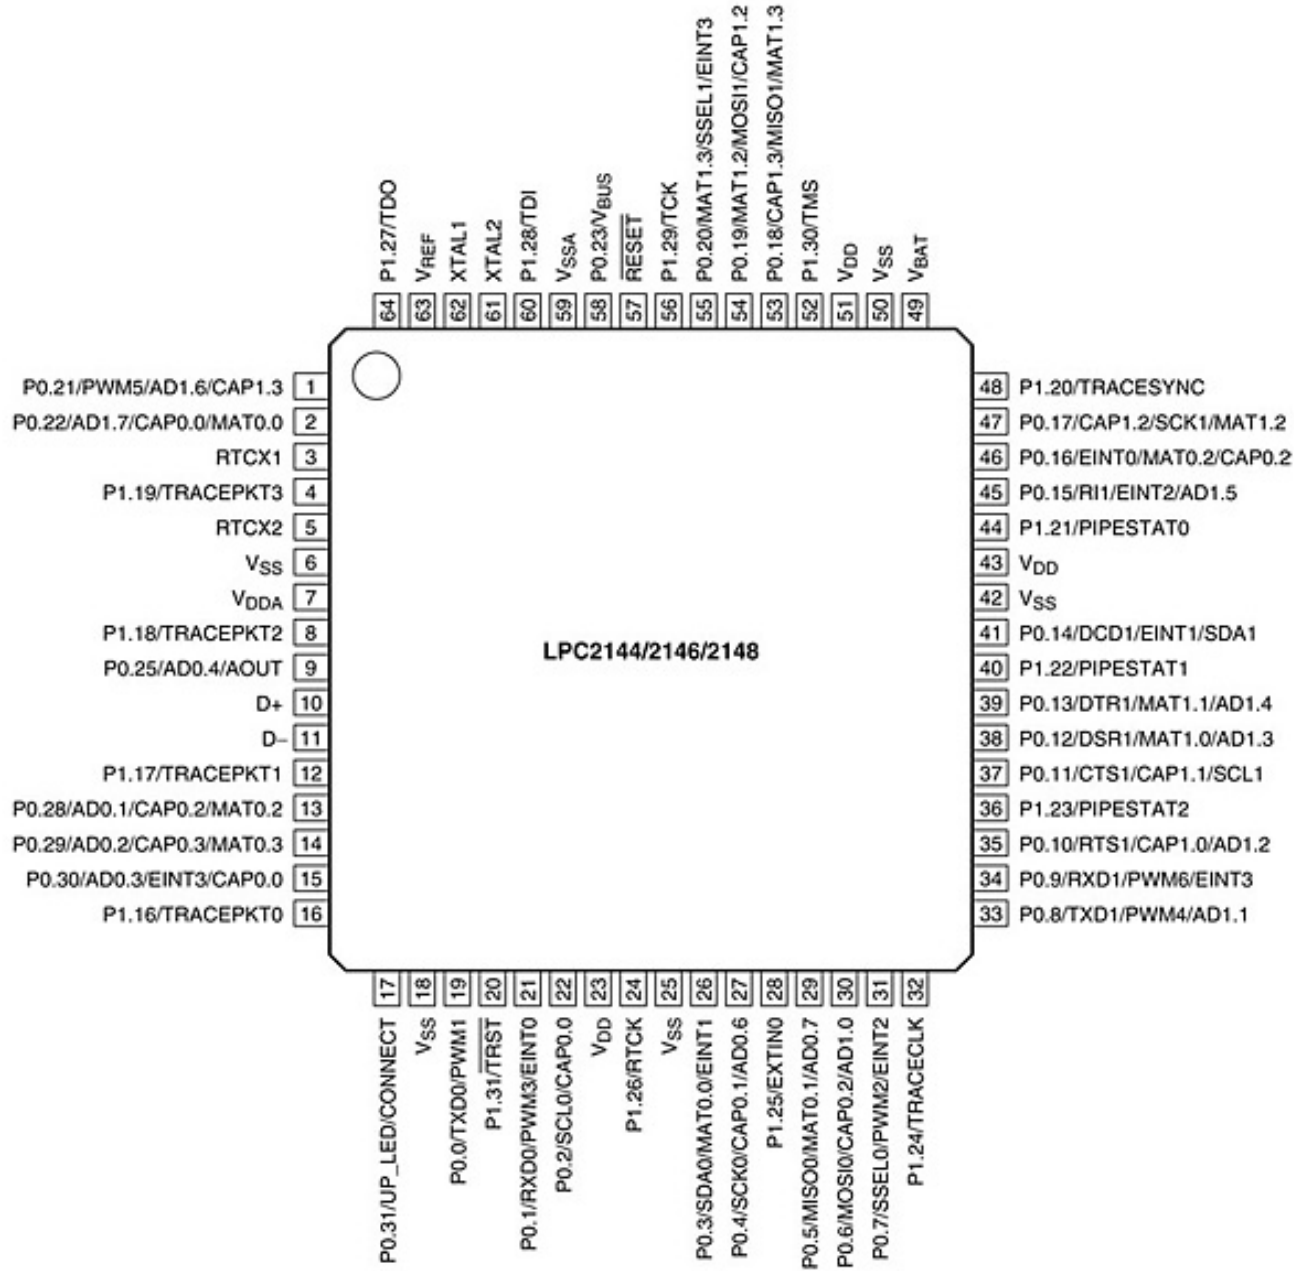 P1.27/TDO
VREF
XTAL1
XTAL2
P1.28/TDI
VSSA
P0.23/VBUS
RESET
P1.29/TCK
P0.20/MAT1.3/SSEL1/EINT3
P0.19/MAT1.2/MOSI1/CAP1.2
P0.18/CAP1.3/MISO1/MAT1.3
P1.30/TMS
VDD
VSS
VBAT
64 63 62 61 60 59 58 57 56 55 54 53 52 51 50 49
P0.21/PWM5/AD1.6/CAP1.3 1
P0.22/AD1.7/CAP0.0/MAT0.0 2
RTCX1 3
P1.19/TRACEPKT3 4
RTCX2 5
VSS 6
VDDA 7
P1.18/TRACEPKT2 8
P0.25/AD0.4/AOUT 9
D+ 10
D− 11
P1.17/TRACEPKT1 12
P0.28/AD0.1/CAP0.2/MAT0.2 13
P0.29/AD0.2/CAP0.3/MAT0.3 14
P0.30/AD0.3/EINT3/CAP0.0 15
P1.16/TRACEPKT0 16
LPC2144/2146/2148
48 P1.20/TRACESYNC
47 P0.17/CAP1.2/SCK1/MAT1.2
46 P0.16/EINT0/MAT0.2/CAP0.2
45 P0.15/RI1/EINT2/AD1.5
44 P1.21/PIPESTAT0
43 VDD
42 VSS
41 P0.14/DCD1/EINT1/SDA1
40 P1.22/PIPESTAT1
39 P0.13/DTR1/MAT1.1/AD1.4
38 P0.12/DSR1/MAT1.0/AD1.3
37 P0.11/CTS1/CAP1.1/SCL1
36 P1.23/PIPESTAT2
35 P0.10/RTS1/CAP1.0/AD1.2
34 P0.9/RXD1/PWM6/EINT3
33 P0.8/TXD1/PWM4/AD1.1
17 18 19 20 21 22 23 24 25 26 27 28 29 30 31 32
P0.31/UP_LED/CONNECT
VSS
P0.0/TXD0/PWM1
P1.31/TRST
P0.1/RXD0/PWM3/EINT0
P0.2/SCL0/CAP0.0
VDD
P1.26/RTCK
VSS
P0.3/SDA0/MAT0.0/EINT1
P0.4/SCK0/CAP0.1/AD0.6
P1.25/EXTIN0
P0.5/MISO0/MAT0.1/AD0.7
P0.6/MOSI0/CAP0.2/AD1.0
P0.7/SSEL0/PWM2/EINT2
P1.24/TRACECLK